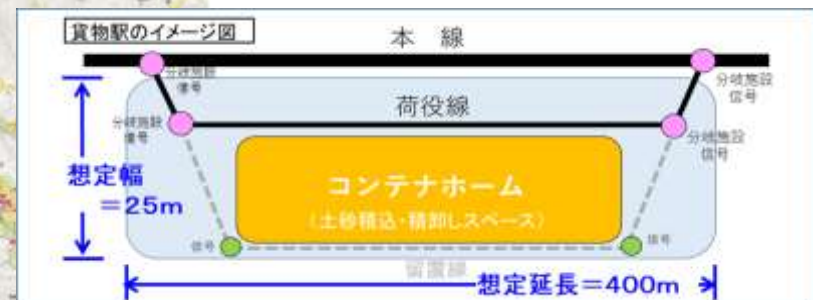 貨物駅のイメージ図
本 線
分岐施設
信号
分岐施設
信号
分岐施設
信号
荷役線
分岐施設
信号
想定幅
=25m
コンテナホーム
(土砂積込・積卸しスペース)
信号
信号
留置線
想定延長=400m